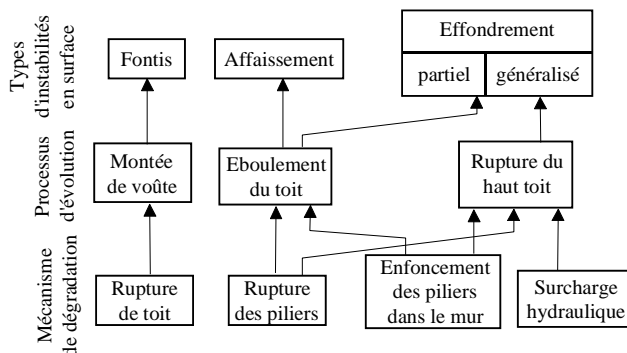 Types
d'instabilités
en surface
Fontis
Affaissement
Effondrement
partiel
généralisé
Processus
d'évolution
Montée
de voûte
Eboulement
du toit
Rupture du
haut toit
Mécanisme
de dégradation
Rupture
de toit
Rupture
des piliers
Enfoncement
des piliers
dans le mur
Surcharge
hydraulique